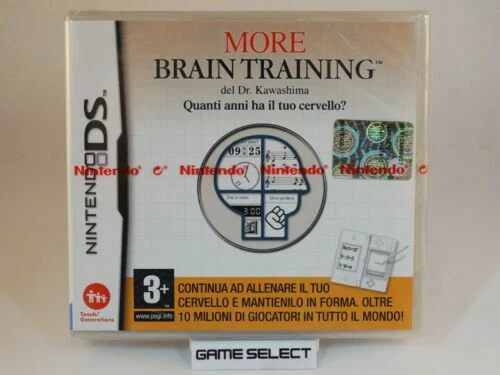 MORE
BRAIN TRAINING™
del Dr. Kawashima
Quanti anni ha il tuo cervello?
NINTENDO DS™
09:25
Nintendo® Nintendo® Nintendo® Nintendo®
3:00
3+
www.pegi.info
Touch!
Generations
CONTINUA AD ALLENARE IL TUO
CERVELLO E MANTIENILO IN FORMA. OLTRE
10 MILIONI DI GIOCATORI IN TUTTO IL MONDO!
GAME SELECT